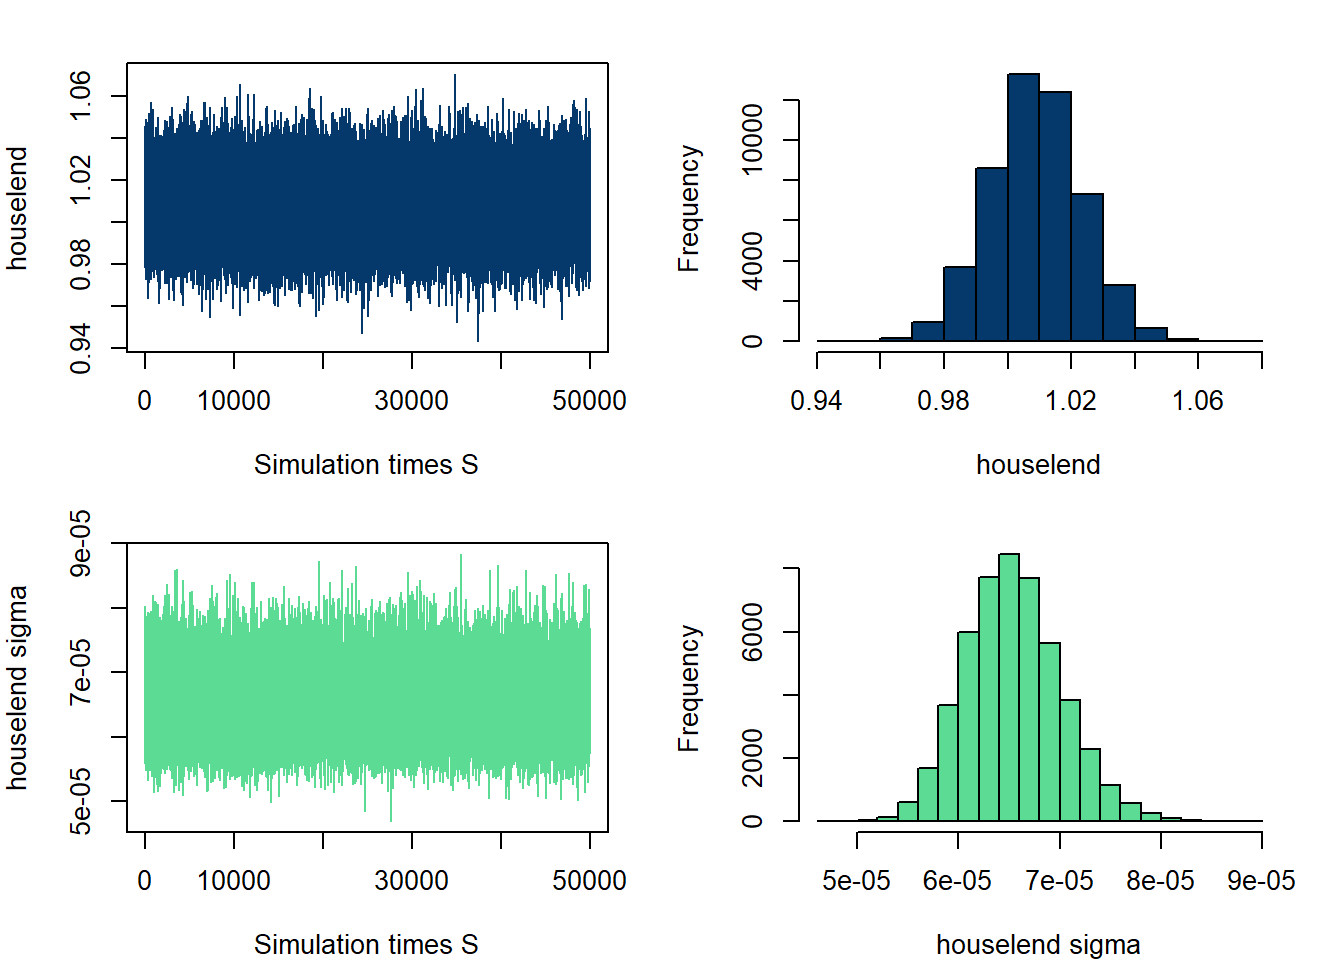 houselend
0.94 0.98 1.02 1.06
0 10000 30000 50000
Simulation times S
Frequency
0 4000 10000
0.94 0.98 1.02 1.06
houselend
houselend sigma
5e-05 7e-05 9e-05
0 10000 30000 50000
Simulation times S
Frequency
0 2000 6000
5e-05 6e-05 7e-05 8e-05 9e-05
houselend sigma